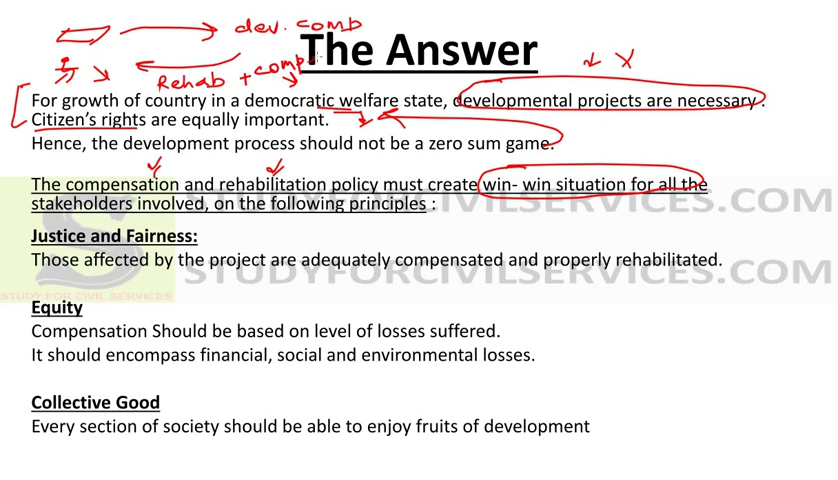 dev. comp
The Answer
Rehab + comp
For growth of country in a democratic welfare state, developmental projects are necessary .
Citizen's rights are equally important.
Hence, the development process should not be a zero sum game.
The compensation and rehabilitation policy must create win- win situation for all the
stakeholders involved, on the following principles :
STUDYFORCIVILSERVICES.COM
Justice and Fairness:
Those affected by the project are adequately compensated and properly rehabilitated.
STUDYFORCIVILSERVICES.COM
STUDY FOR CIVIL SERVICES
Equity
Compensation Should be based on level of losses suffered.
It should encompass financial, social and environmental losses.
Collective Good
Every section of society should be able to enjoy fruits of development